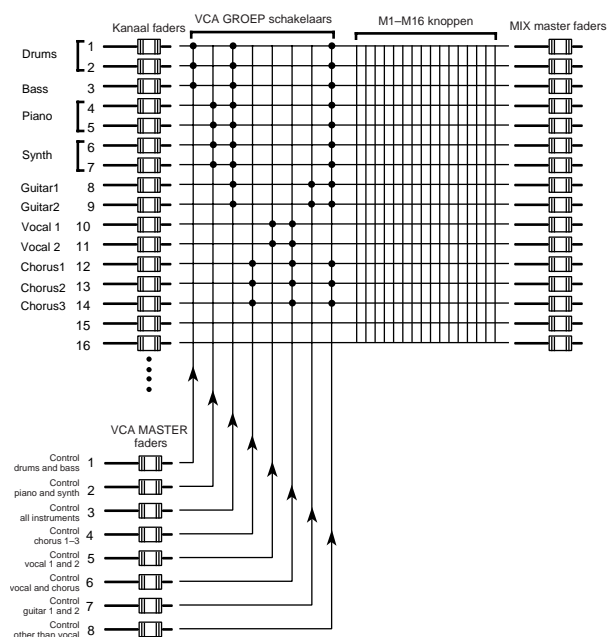 Kanaal faders
VCA GROEP schakelaars
M1–M16 knoppen
MIX master faders
Drums
1
2
Bass 3
Piano
4
5
Synth
6
7
Guitar1 8
Guitar2 9
Vocal 1 10
Vocal 2 11
Chorus1 12
Chorus2 13
Chorus3 14
15
16
VCA MASTER
faders
Control
drums and bass 1
Control
piano and synth 2
Control
all instruments 3
Control
chorus 1–3 4
Control
vocal 1 and 2 5
Control
vocal and chorus 6
Control
guitar 1 and 2 7
Control
other than vocal 8